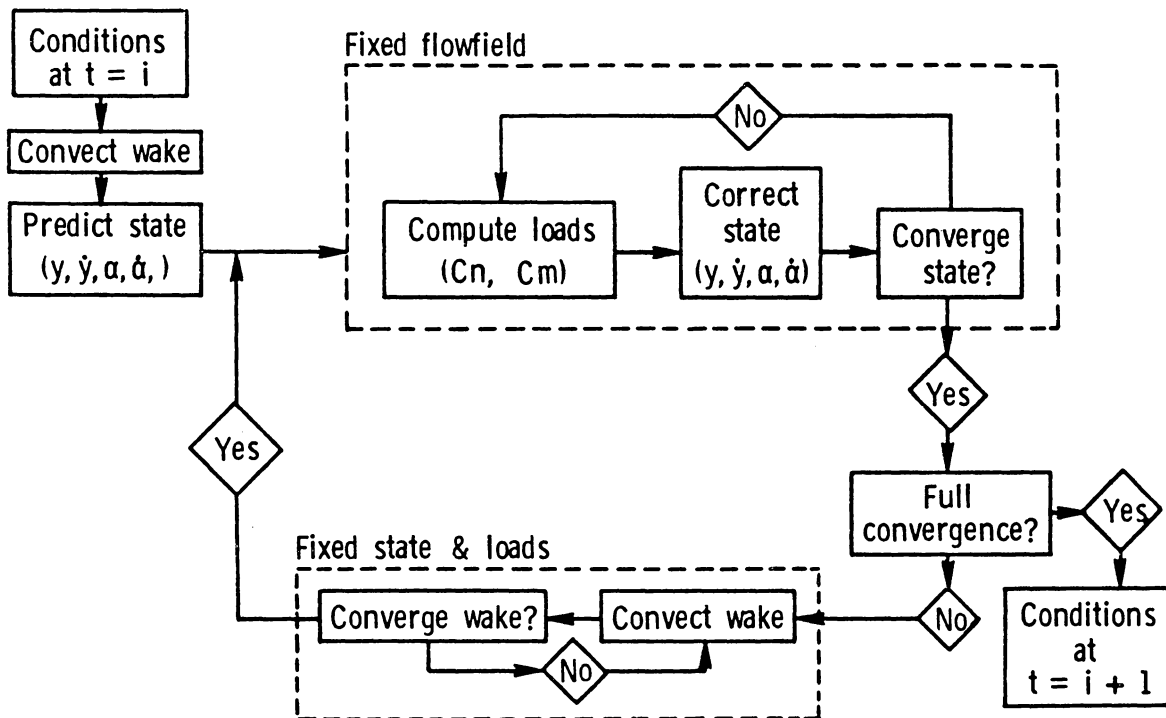 Conditions
at t = i
Convect wake
Predict state
(y, ẏ, α, α̇, )
Fixed flowfield
No
Compute loads
(Cn, Cm)
Correct
state
(y, ẏ, α, α̇)
Converge
state?
Yes
Full
convergence?
Yes
Conditions
at
t = i + 1
No
Fixed state & loads
Convect wake
Converge wake?
No
Yes